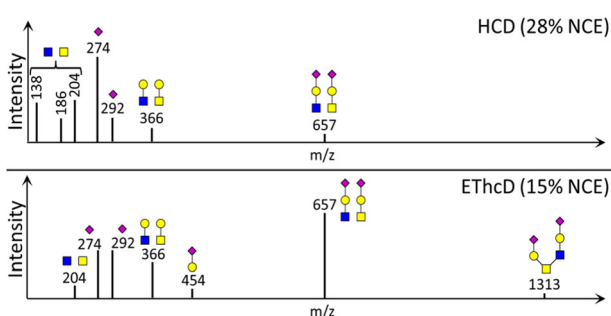 HCD (28% NCE)
Intensity
138
186
204
274
292
366
657
m/z
EThcD (15% NCE)
Intensity
204
274
292
366
454
657
1313
m/z